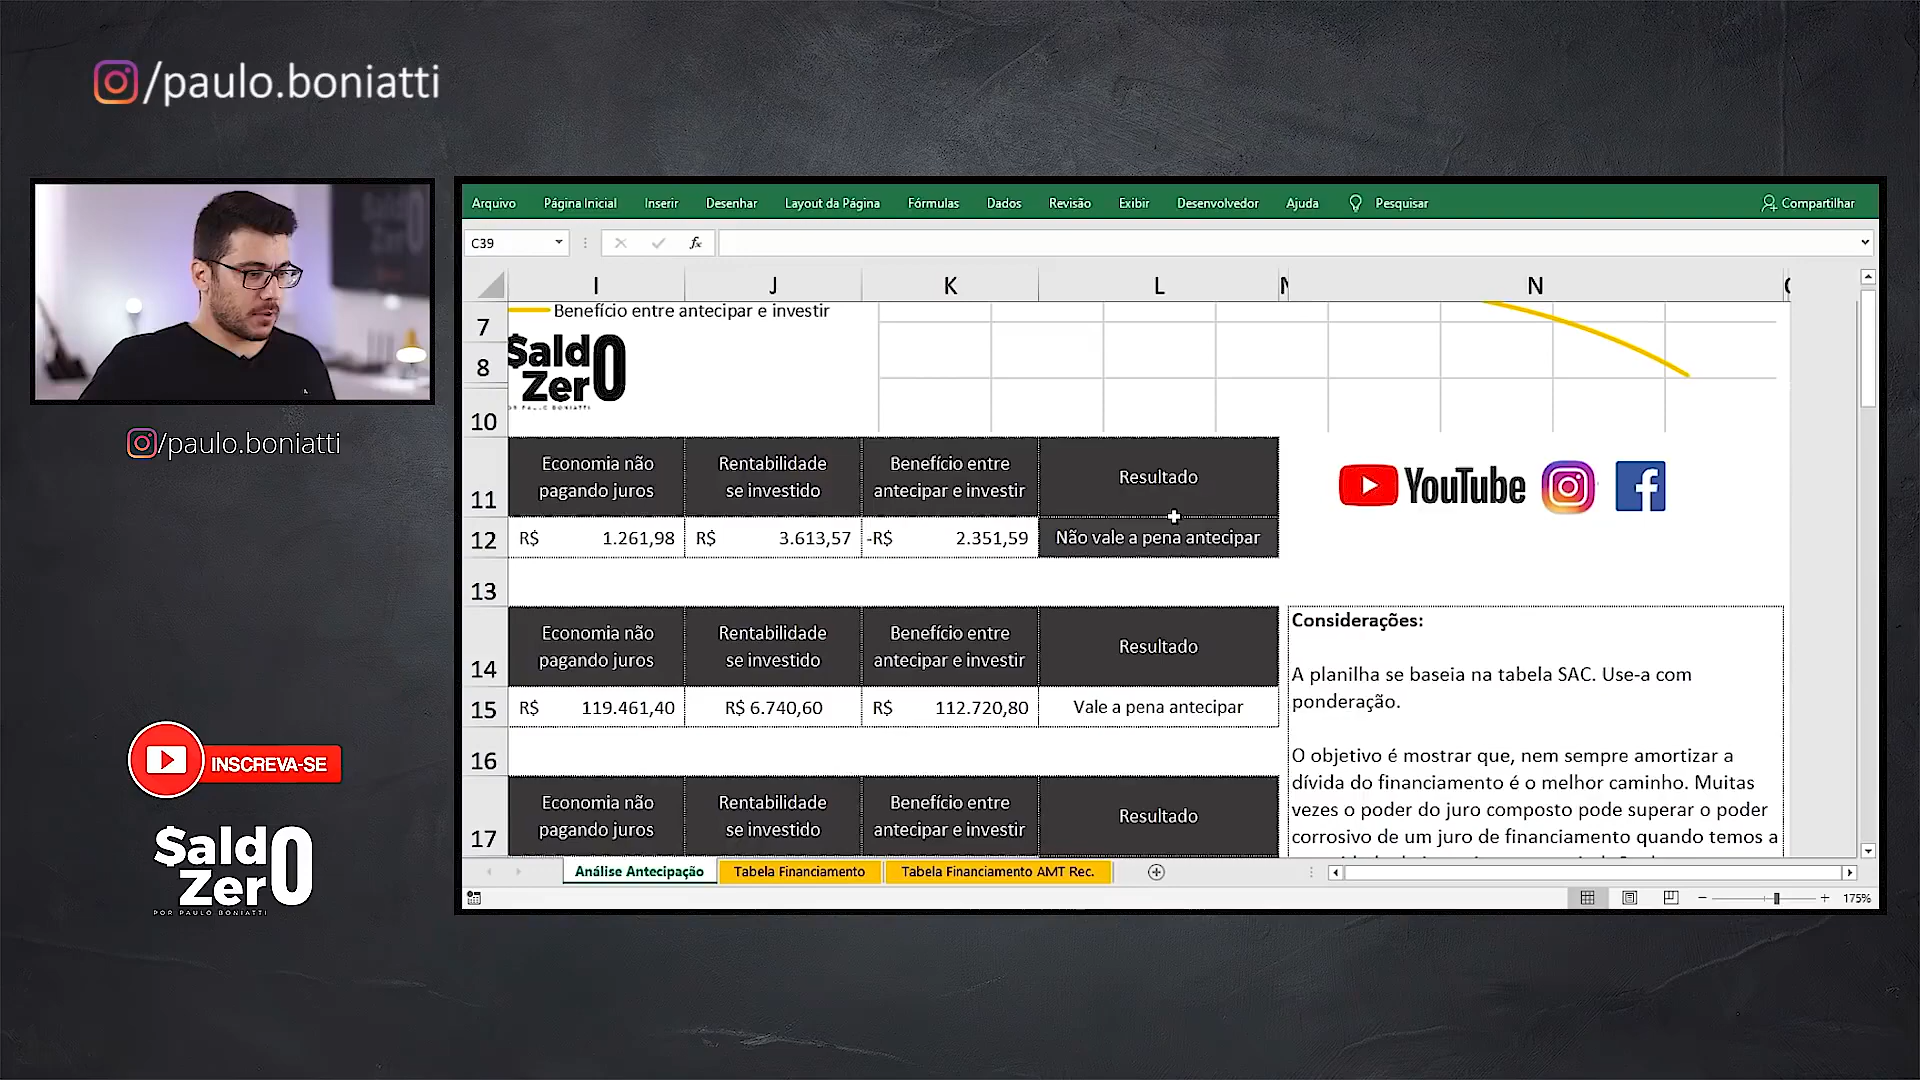 /paulo.boniatti
/paulo.boniatti
INSCREVA-SE
$aldo
Zer0
POR PAULO BONIATTI
Arquivo Página Inicial Inserir Desenhar Layout da Página Fórmulas Dados Revisão Exibir Desenvolvedor Ajuda Pesquisar Compartilhar
C39 fx
I J K L N
7 Benefício entre antecipar e investir
8
$ald
Zer0
10
11 Economia não pagando juros Rentabilidade se investido Benefício entre antecipar e investir Resultado
YouTube
12 R$ 1.261,98 R$ 3.613,57 -R$ 2.351,59 Não vale a pena antecipar
13
14 Economia não pagando juros Rentabilidade se investido Benefício entre antecipar e investir Resultado
15 R$ 119.461,40 R$ 6.740,60 R$ 112.720,80 Vale a pena antecipar
16
17 Economia não pagando juros Rentabilidade se investido Benefício entre antecipar e investir Resultado
Considerações:
A planilha se baseia na tabela SAC. Use-a com
ponderação.
O objetivo é mostrar que, nem sempre amortizar a
dívida do financiamento é o melhor caminho. Muitas
vezes o poder do juro composto pode superar o poder
corrosivo de um juro de financiamento quando temos a
Análise Antecipação Tabela Financiamento Tabela Financiamento AMT Rec.
175%